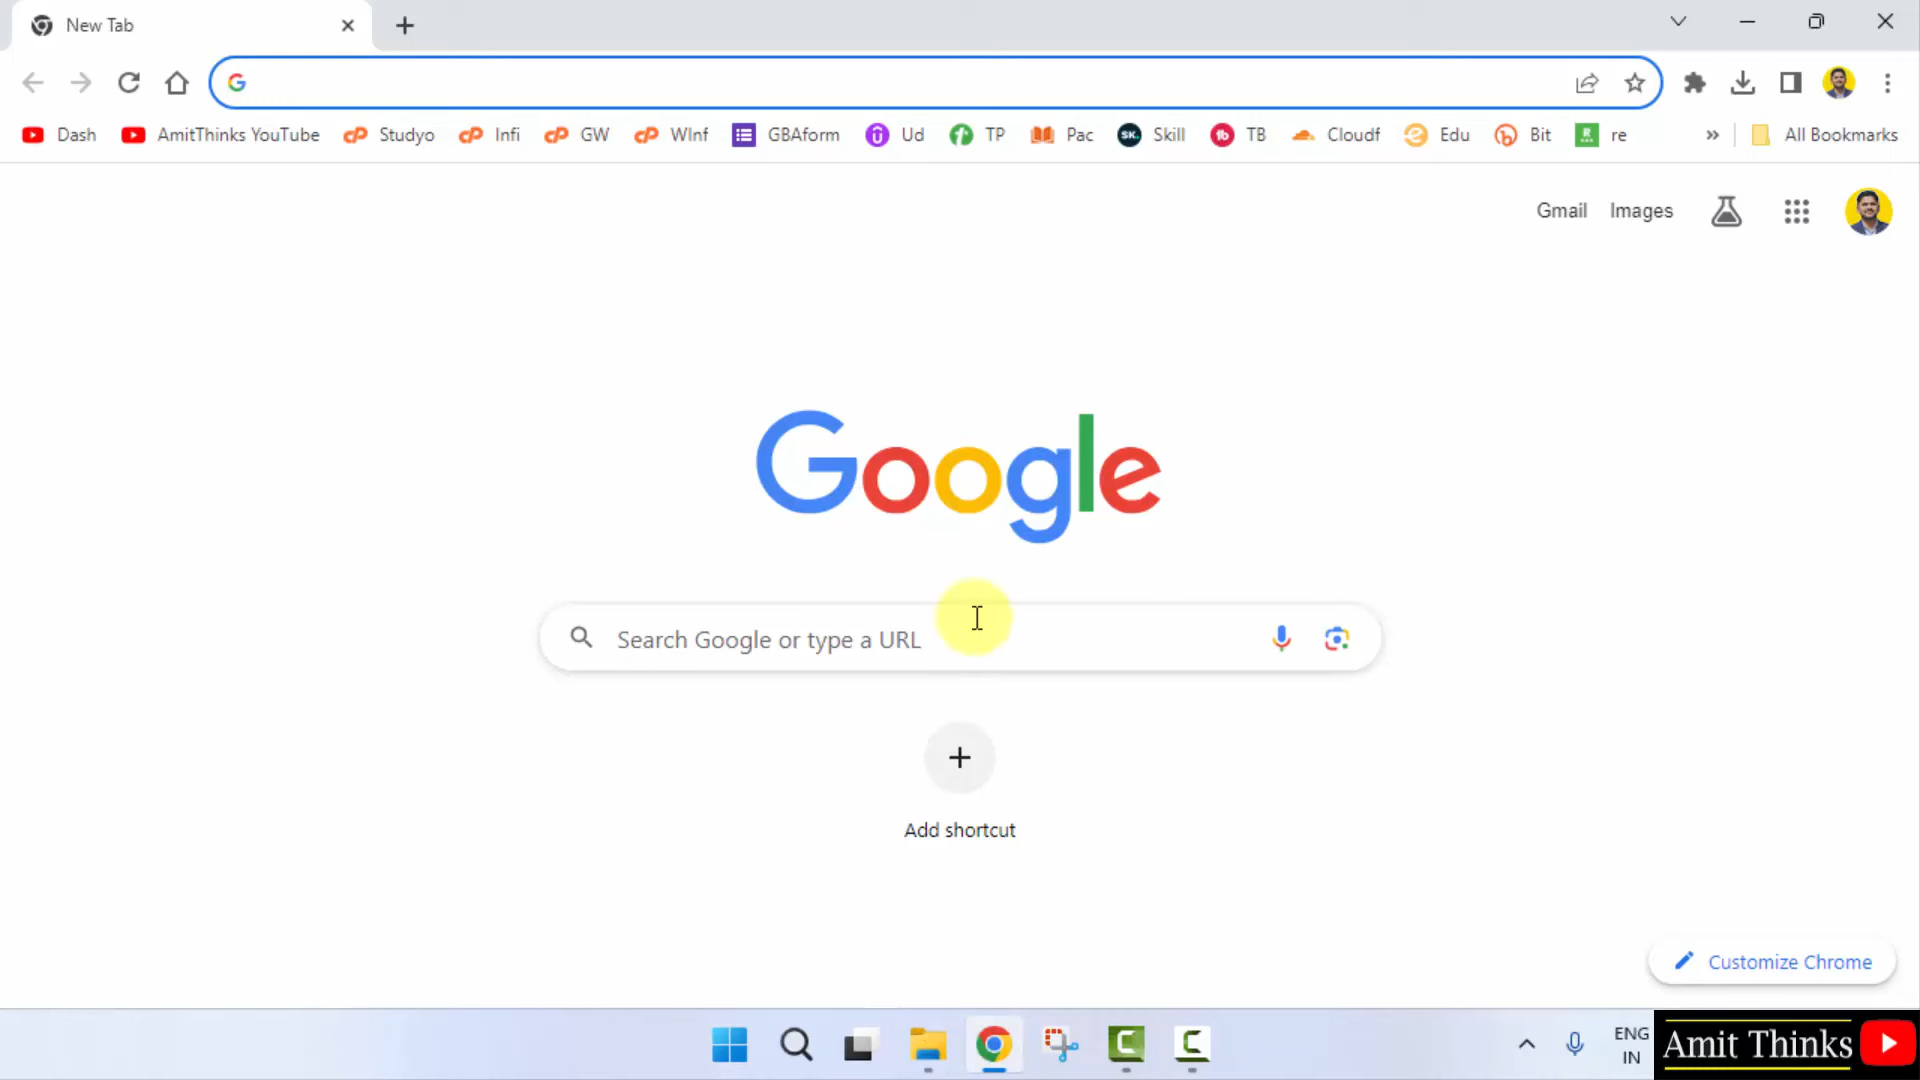 New Tab
Dash AmitThinks YouTube Studyo Infi GW WInf GBAform Ud TP Pac Skill TB Cloudf Edu Bit re All Bookmarks
Gmail Images
Google
Search Google or type a URL
Add shortcut
Customize Chrome
ENG
IN
Amit Thinks